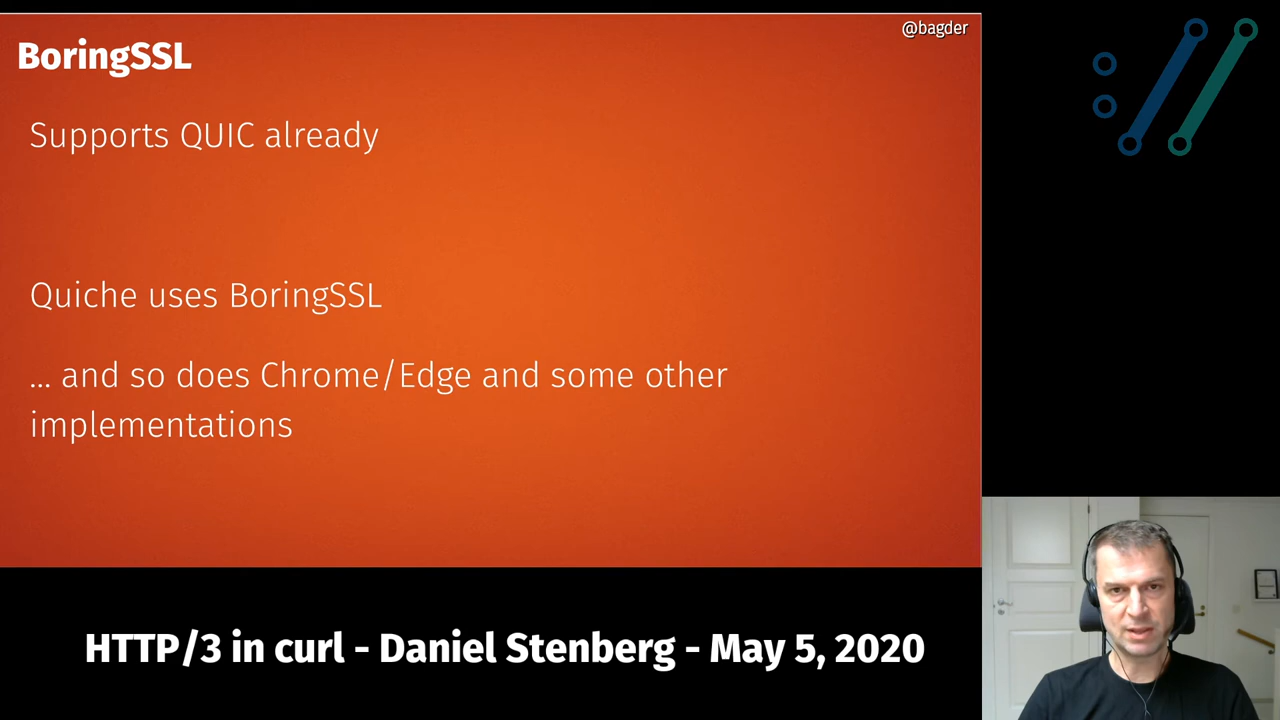 @bagder
BoringSSL
Supports QUIC already
Quiche uses BoringSSL
... and so does Chrome/Edge and some other
implementations
HTTP/3 in curl - Daniel Stenberg - May 5, 2020